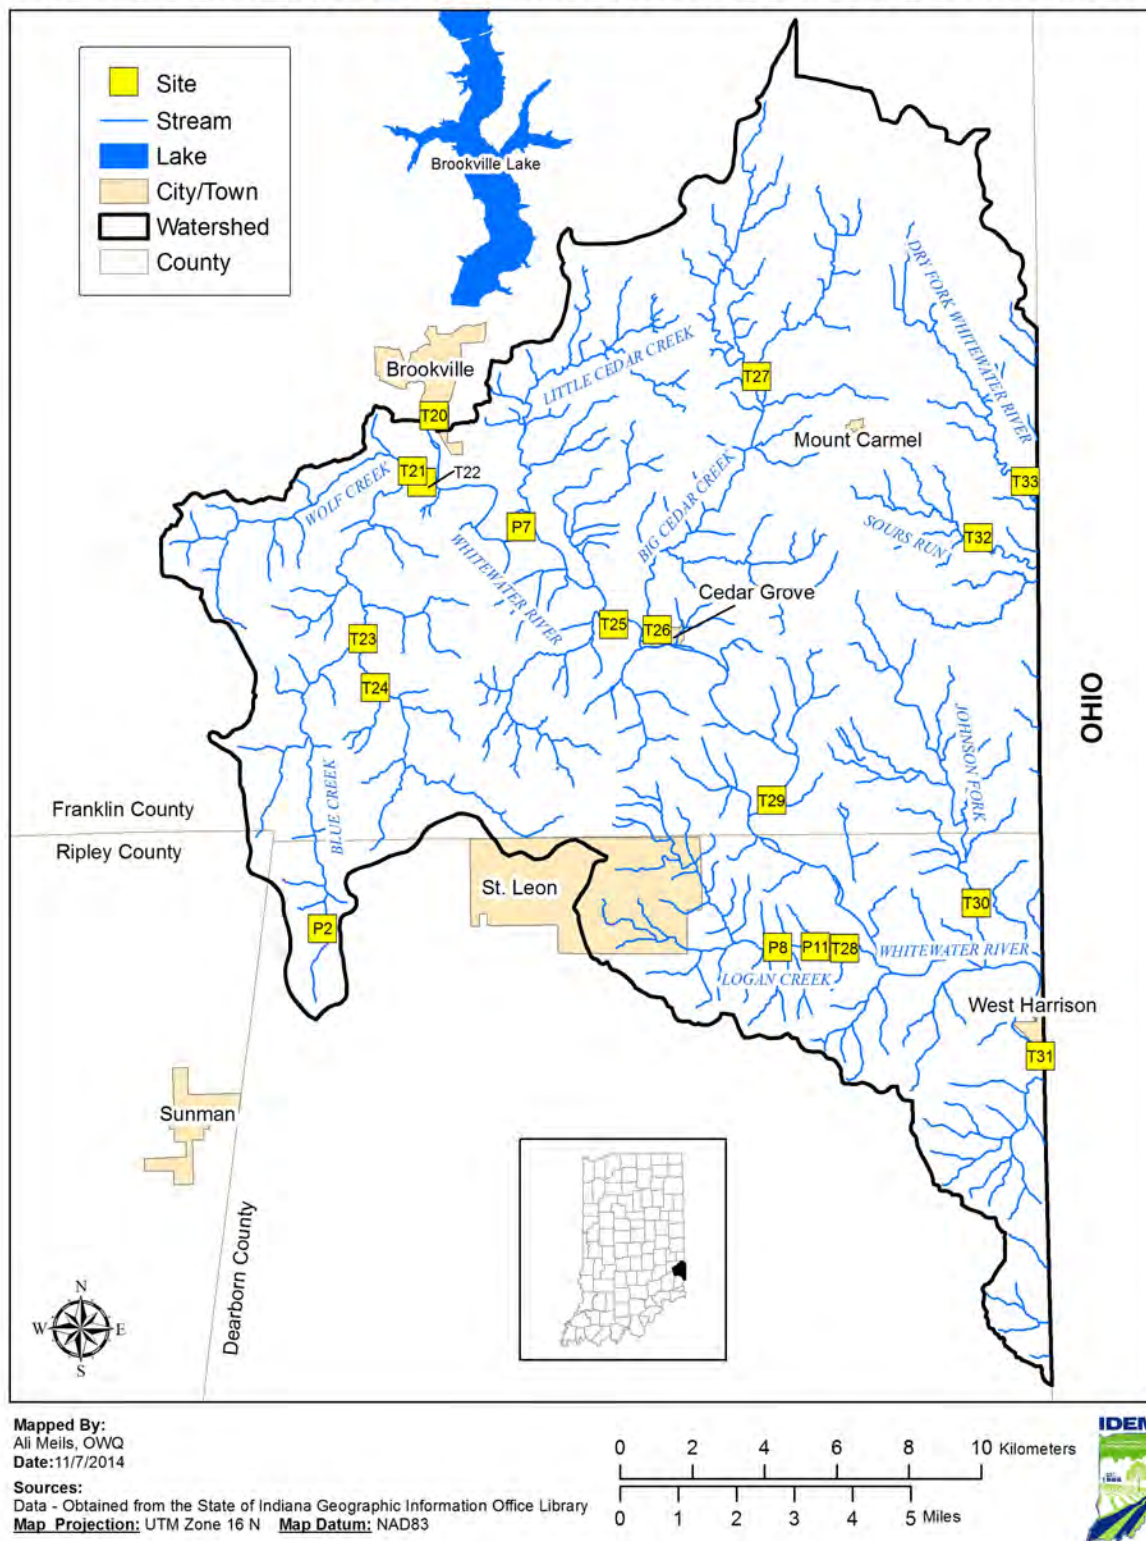 Site
Stream
Lake
City/Town
Watershed
County
Brookville Lake
DRY FORK WHITEWATER RIVER
LITTLE CEDAR CREEK
Brookville
T27
T20
Mount Carmel
T21
T22
T33
WOLF CREEK
BIG CEDAR CREEK
P7
SOURS RUN
T32
WHITEWATER RIVER
Cedar Grove
T25
T26
T23
T24
OHIO
JOHNSON FORK
T29
Franklin County
BLUE CREEK
Ripley County
St. Leon
T30
P2
P8
P11
T28
WHITEWATER RIVER
LOGAN CREEK
West Harrison
T31
Sunman
Dearborn County
N
W E
S
Mapped By:
Ali Meils, OWQ
Date:11/7/2014
Sources:
Data - Obtained from the State of Indiana Geographic Information Office Library
Map Projection: UTM Zone 16 N Map Datum: NAD83
0 2 4 6 8 10 Kilometers
0 1 2 3 4 5 Miles
IDEM